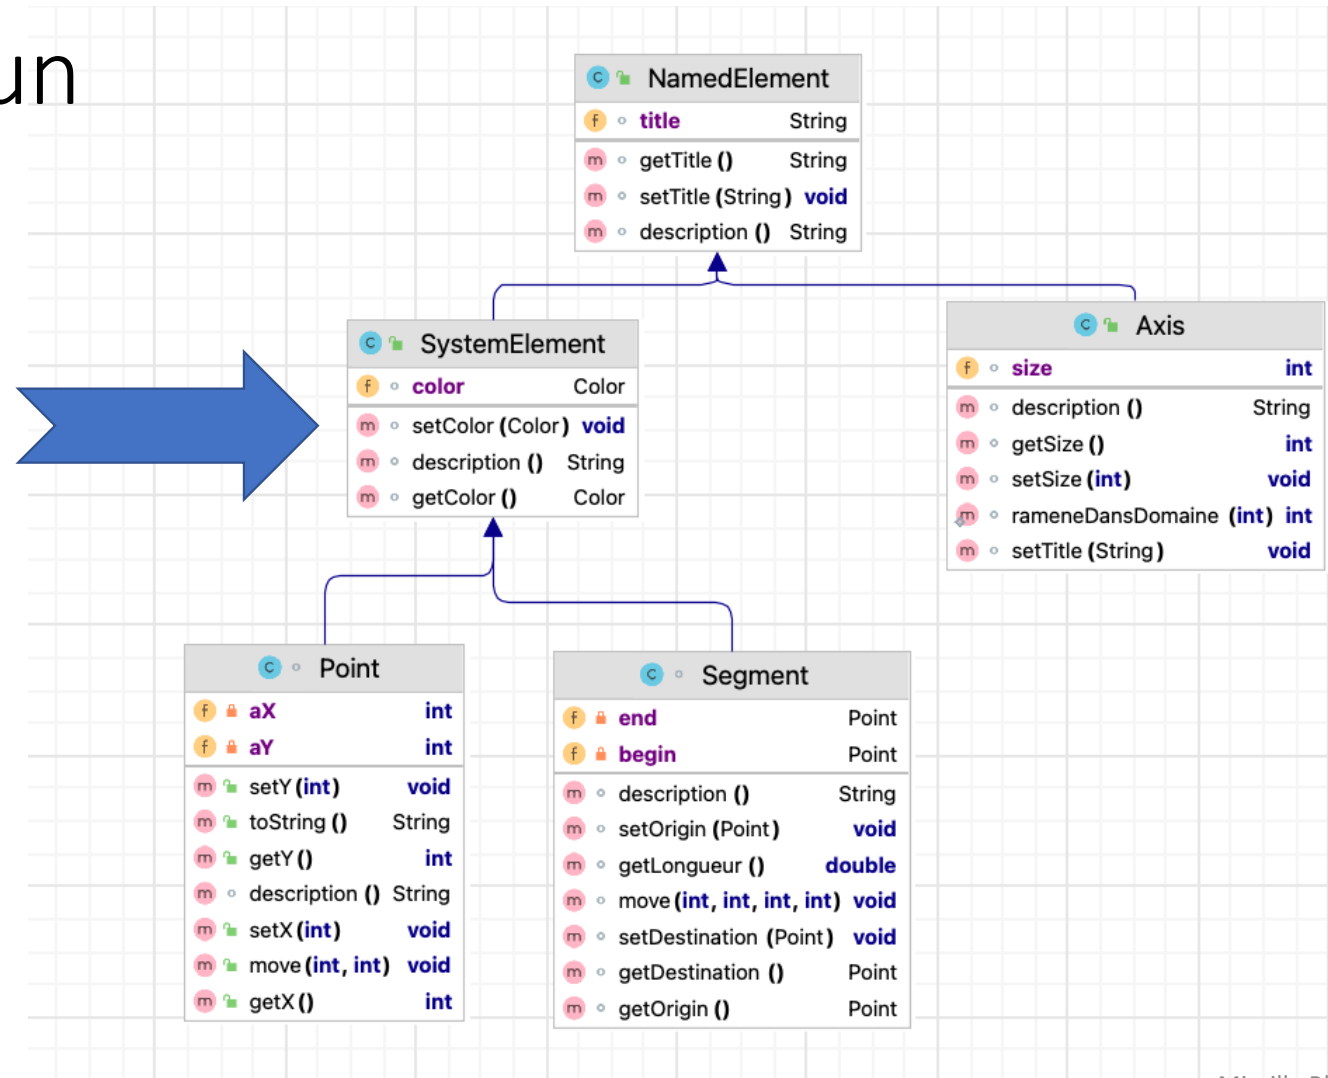 un
NamedElement
f title String
m getTitle () String
m setTitle (String) void
m description () String
C SystemElement
f color Color
m setColor (Color) void
m description () String
m getColor () Color
C Axis
f size int
m description () String
m getSize () int
m setSize (int) void
m rameneDansDomaine (int) int
m setTitle (String) void
C Point
f aX int
f aY int
m setY (int) void
m toString () String
m getY () int
m description () String
m setX (int) void
m move (int, int) void
m getX () int
C Segment
f end Point
f begin Point
m description () String
m setOrigin (Point) void
m getLongueur () double
m move (int, int, int, int) void
m setDestination (Point) void
m getDestination () Point
m getOrigin () Point